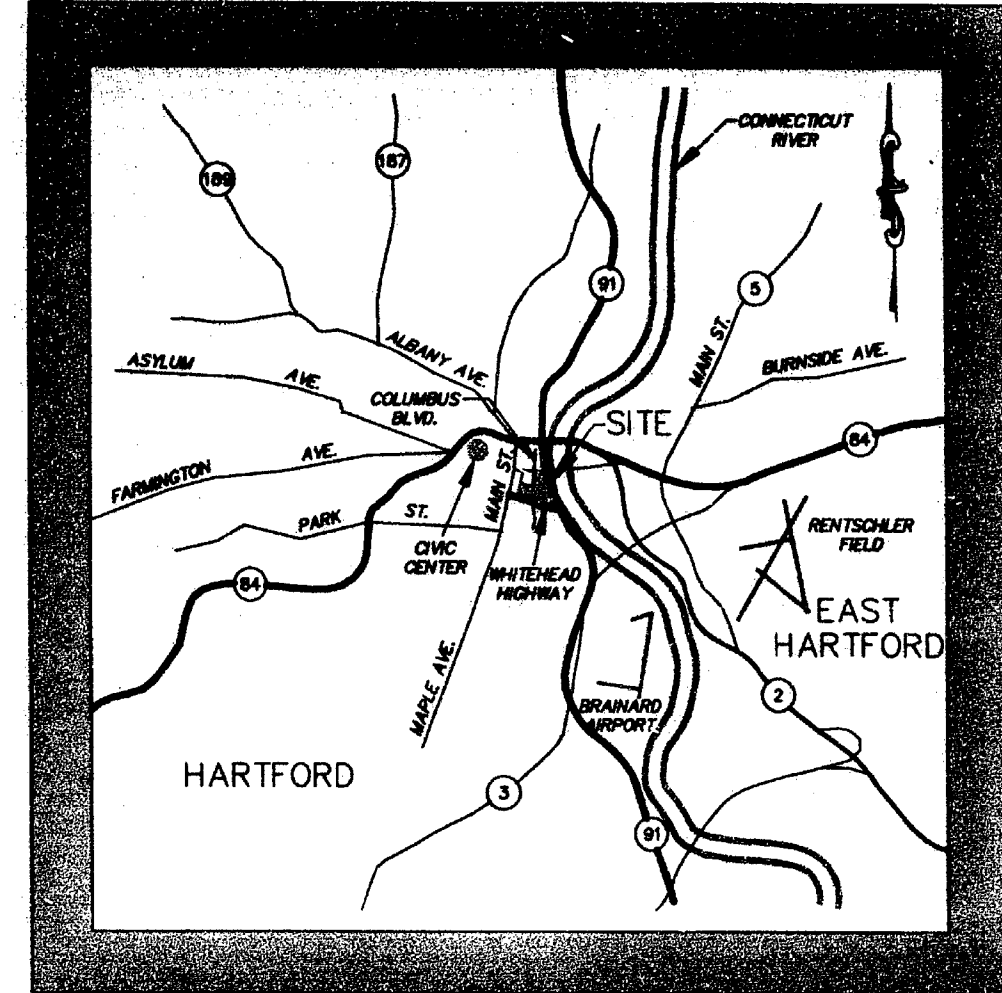 CONNECTICUT
RIVER
189
187
91
5
MAIN ST.
BURNSIDE AVE.
ALBANY AVE.
ASYLUM AVE.
COLUMBUS
BLVD.
SITE
84
FARMINGTON AVE.
MAIN ST.
PARK ST.
CIVIC
CENTER
WHITEHEAD
HIGHWAY
RENTSCHLER
FIELD
84
EAST
HARTFORD
MAPLE AVE.
BRAINARD
AIRPORT
2
HARTFORD
3
91